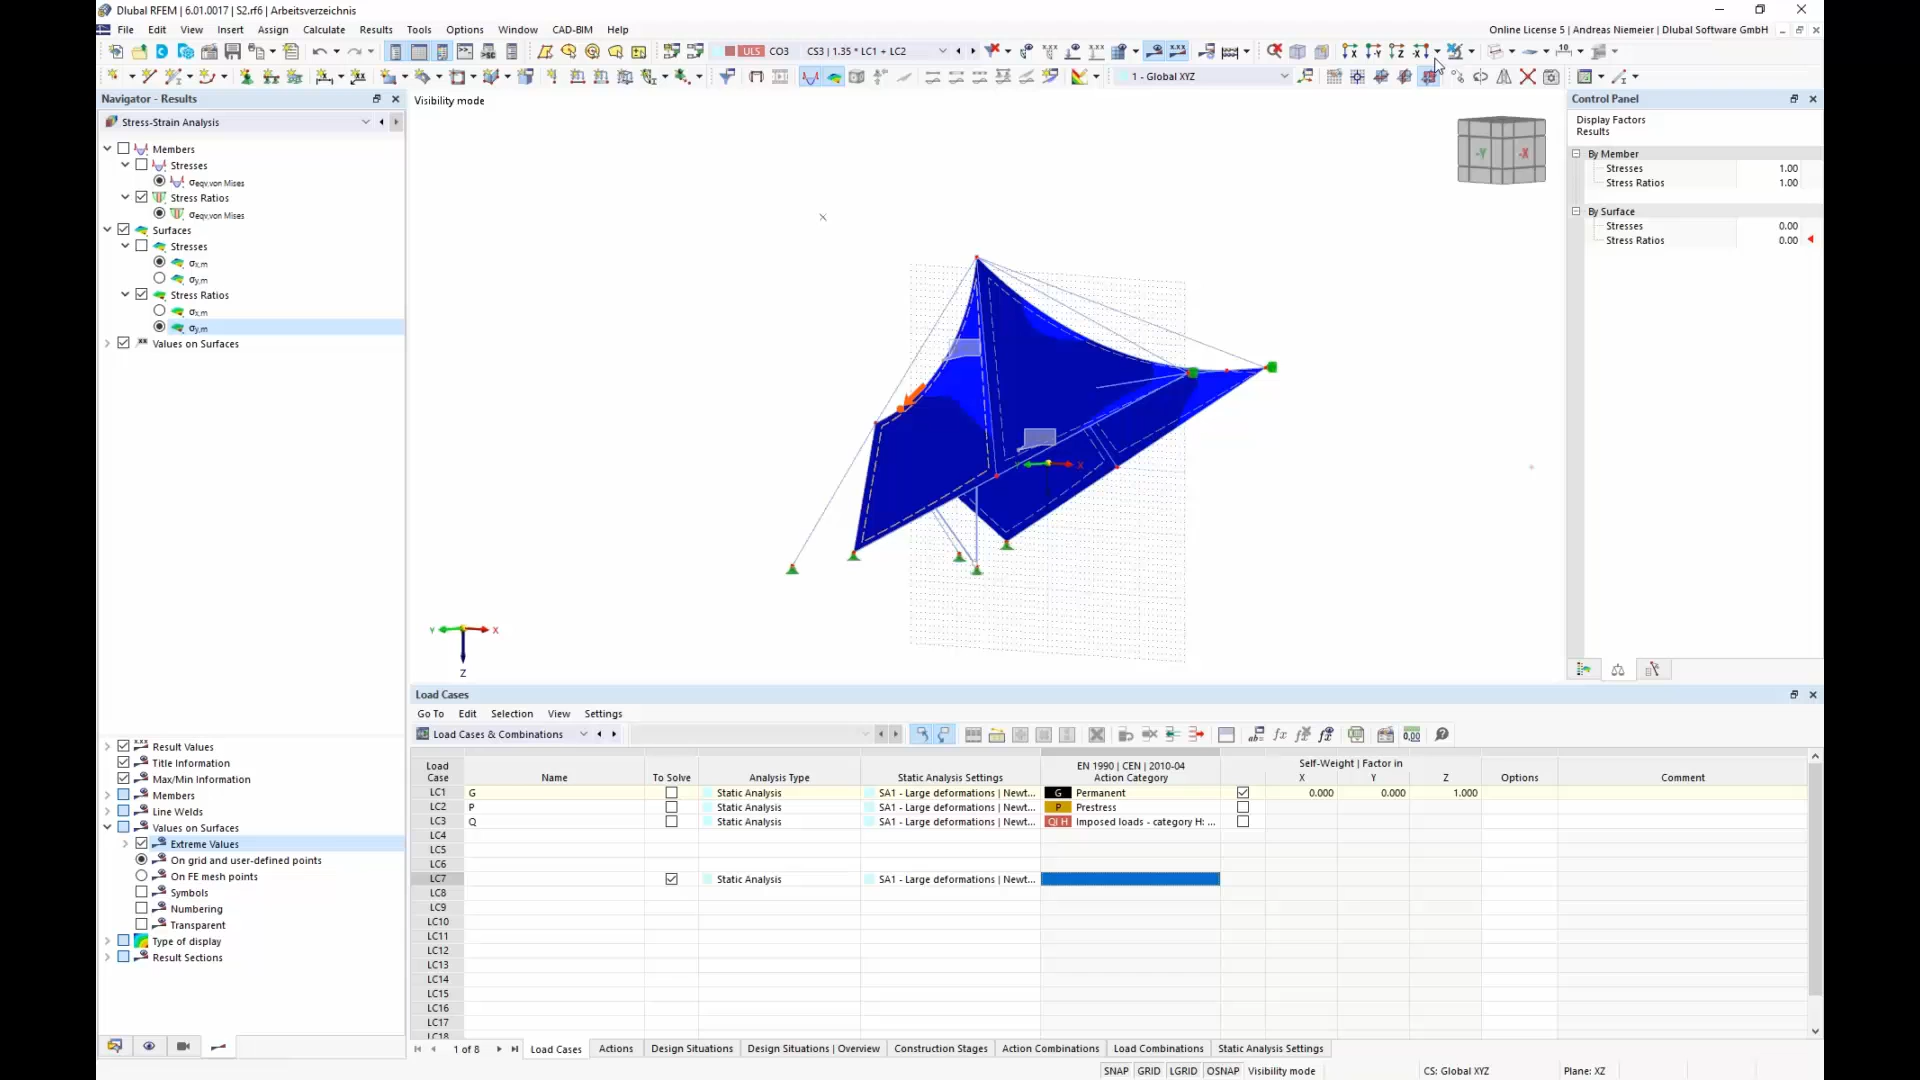 Dlubal RFEM | 6.01.0017 | S2.rf6 | Arbeitsverzeichnis
File Edit View Insert Assign Calculate Results Tools Options Window CAD-BIM Help
Online License 5 | Andreas Niemeier | Dlubal Software GmbH
ULS CO3 CS3 | 1.35 * LC1 + LC2
1 - Global XYZ
Navigator - Results
Stress-Strain Analysis
Members
Stresses
σeqv,von Mises
Stress Ratios
σeqv,von Mises
Surfaces
Stresses
σx,m
σy,m
Stress Ratios
σx,m
σy,m
Values on Surfaces
Result Values
Title Information
Max/Min Information
Members
Line Welds
Values on Surfaces
Extreme Values
On grid and user-defined points
On FE mesh points
Symbols
Numbering
Transparent
Type of display
Result Sections
Visibility mode
-Y -X
X
Y X
Z
Control Panel
Display Factors
Results
By Member
Stresses 1.00
Stress Ratios 1.00
By Surface
Stresses 0.00
Stress Ratios 0.00
Load Cases
Go To Edit Selection View Settings
Load Cases & Combinations
Load Case Name To Solve Analysis Type Static Analysis Settings EN 1990 | CEN | 2010-04 Action Category Self-Weight | Factor in X Y Z Options Comment
LC1 G Static Analysis SA1 - Large deformations | Newt... G Permanent 0.000 0.000 1.000
LC2 P Static Analysis SA1 - Large deformations | Newt... P Prestress
LC3 Q Static Analysis SA1 - Large deformations | Newt... QI H Imposed loads - category H: ...
LC4
LC5
LC6
LC7 Static Analysis SA1 - Large deformations | Newt...
LC8
LC9
LC10
LC11
LC12
LC13
LC14
LC15
LC16
LC17
LC18
1 of 8 Load Cases Actions Design Situations Design Situations | Overview Construction Stages Action Combinations Load Combinations Static Analysis Settings
SNAP GRID LGRID OSNAP Visibility mode CS: Global XYZ Plane: XZ